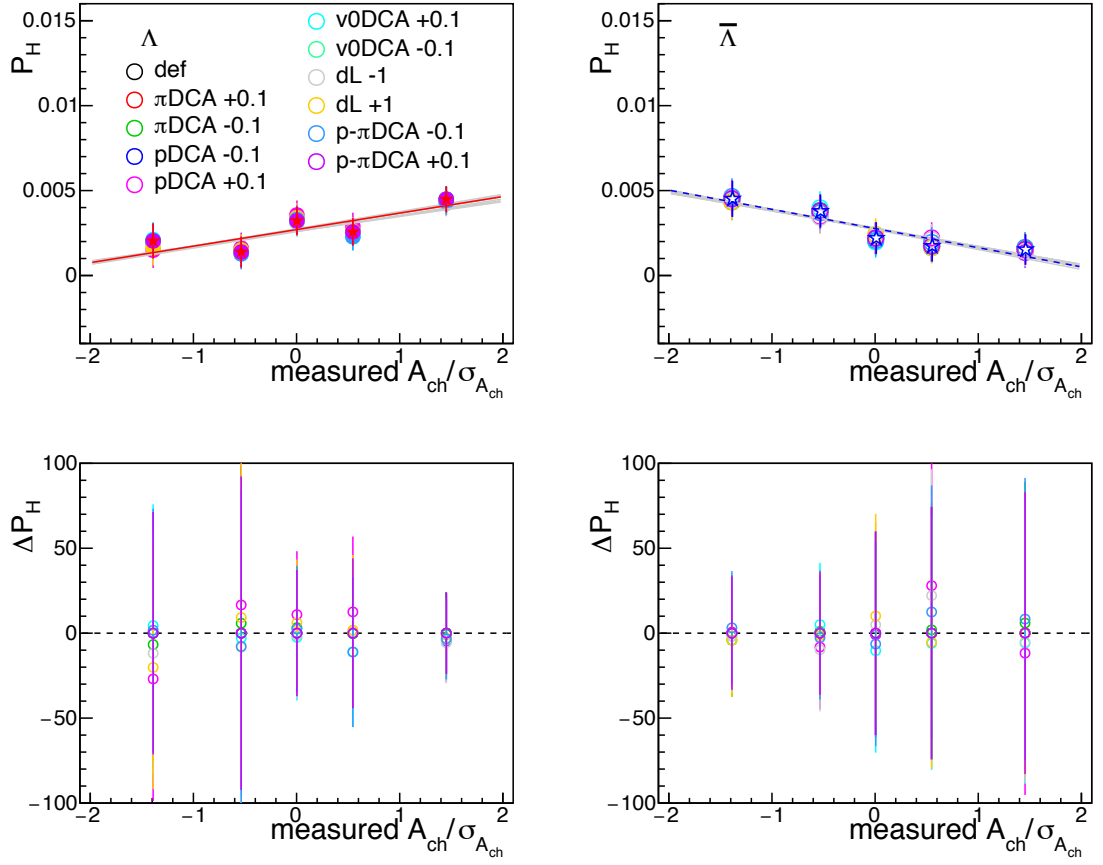 P_H
0.015
0.01
0.005
0
Λ
def
πDCA +0.1
πDCA -0.1
pDCA -0.1
pDCA +0.1
v0DCA +0.1
v0DCA -0.1
dL -1
dL +1
p-πDCA -0.1
p-πDCA +0.1
−2 −1 0 1 2
measured A_ch/σ_A_ch
P_H
0.015
0.01
0.005
0
Λ̅
−2 −1 0 1 2
measured A_ch/σ_A_ch
ΔP_H
100
50
0
−50
−100
−2 −1 0 1 2
measured A_ch/σ_A_ch
ΔP_H
100
50
0
−50
−100
−2 −1 0 1 2
measured A_ch/σ_A_ch